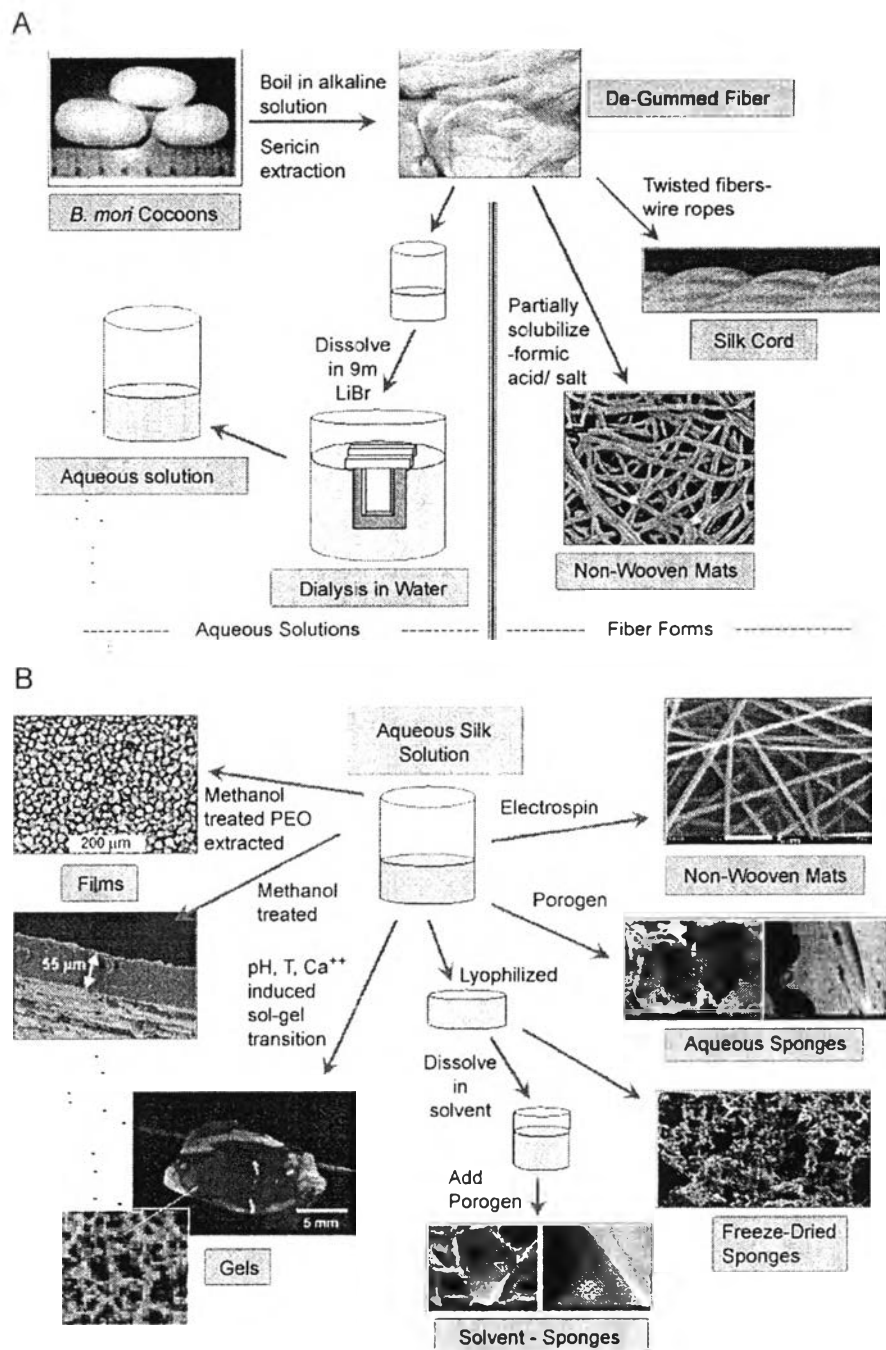 A
Boil in alkaline
solution
Sericin
extraction
De-Gummed Fiber
B. mori Cocoons
Twisted fibers-
wire ropes
Silk Cord
Partially
solubilize
-formic
acid/ salt
Dissolve
in 9m
LiBr
Aqueous solution
Dialysis in Water
Non-Wooven Mats
Aqueous Solutions
Fiber Forms
B
Aqueous Silk
Solution
Methanol
treated PEO
extracted
200 µm
Films
Electrospin
Non-Wooven Mats
Methanol
treated
55 µm
Porogen
pH, T, Ca++
induced
sol-gel
transition
Lyophilized
Aqueous Sponges
Dissolve
in
solvent
Add
Porogen
5 mm
Gels
Freeze-Dried
Sponges
Solvent - Sponges